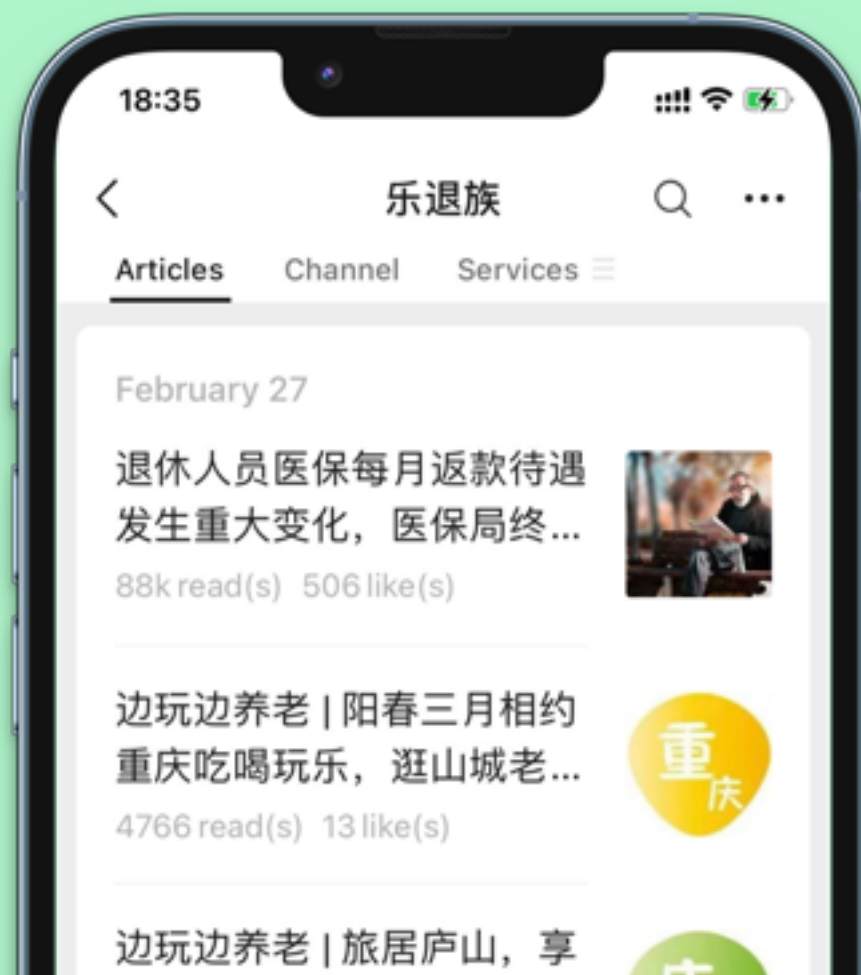 18:35
乐退族
Articles Channel Services
February 27
退休人员医保每月返款待遇
发生重大变化，医保局终...
88k read(s) 506 like(s)
边玩边养老 | 阳春三月相约
重庆吃喝玩乐，逛山城老...
4766 read(s) 13 like(s)
重庆
边玩边养老 | 旅居庐山，享